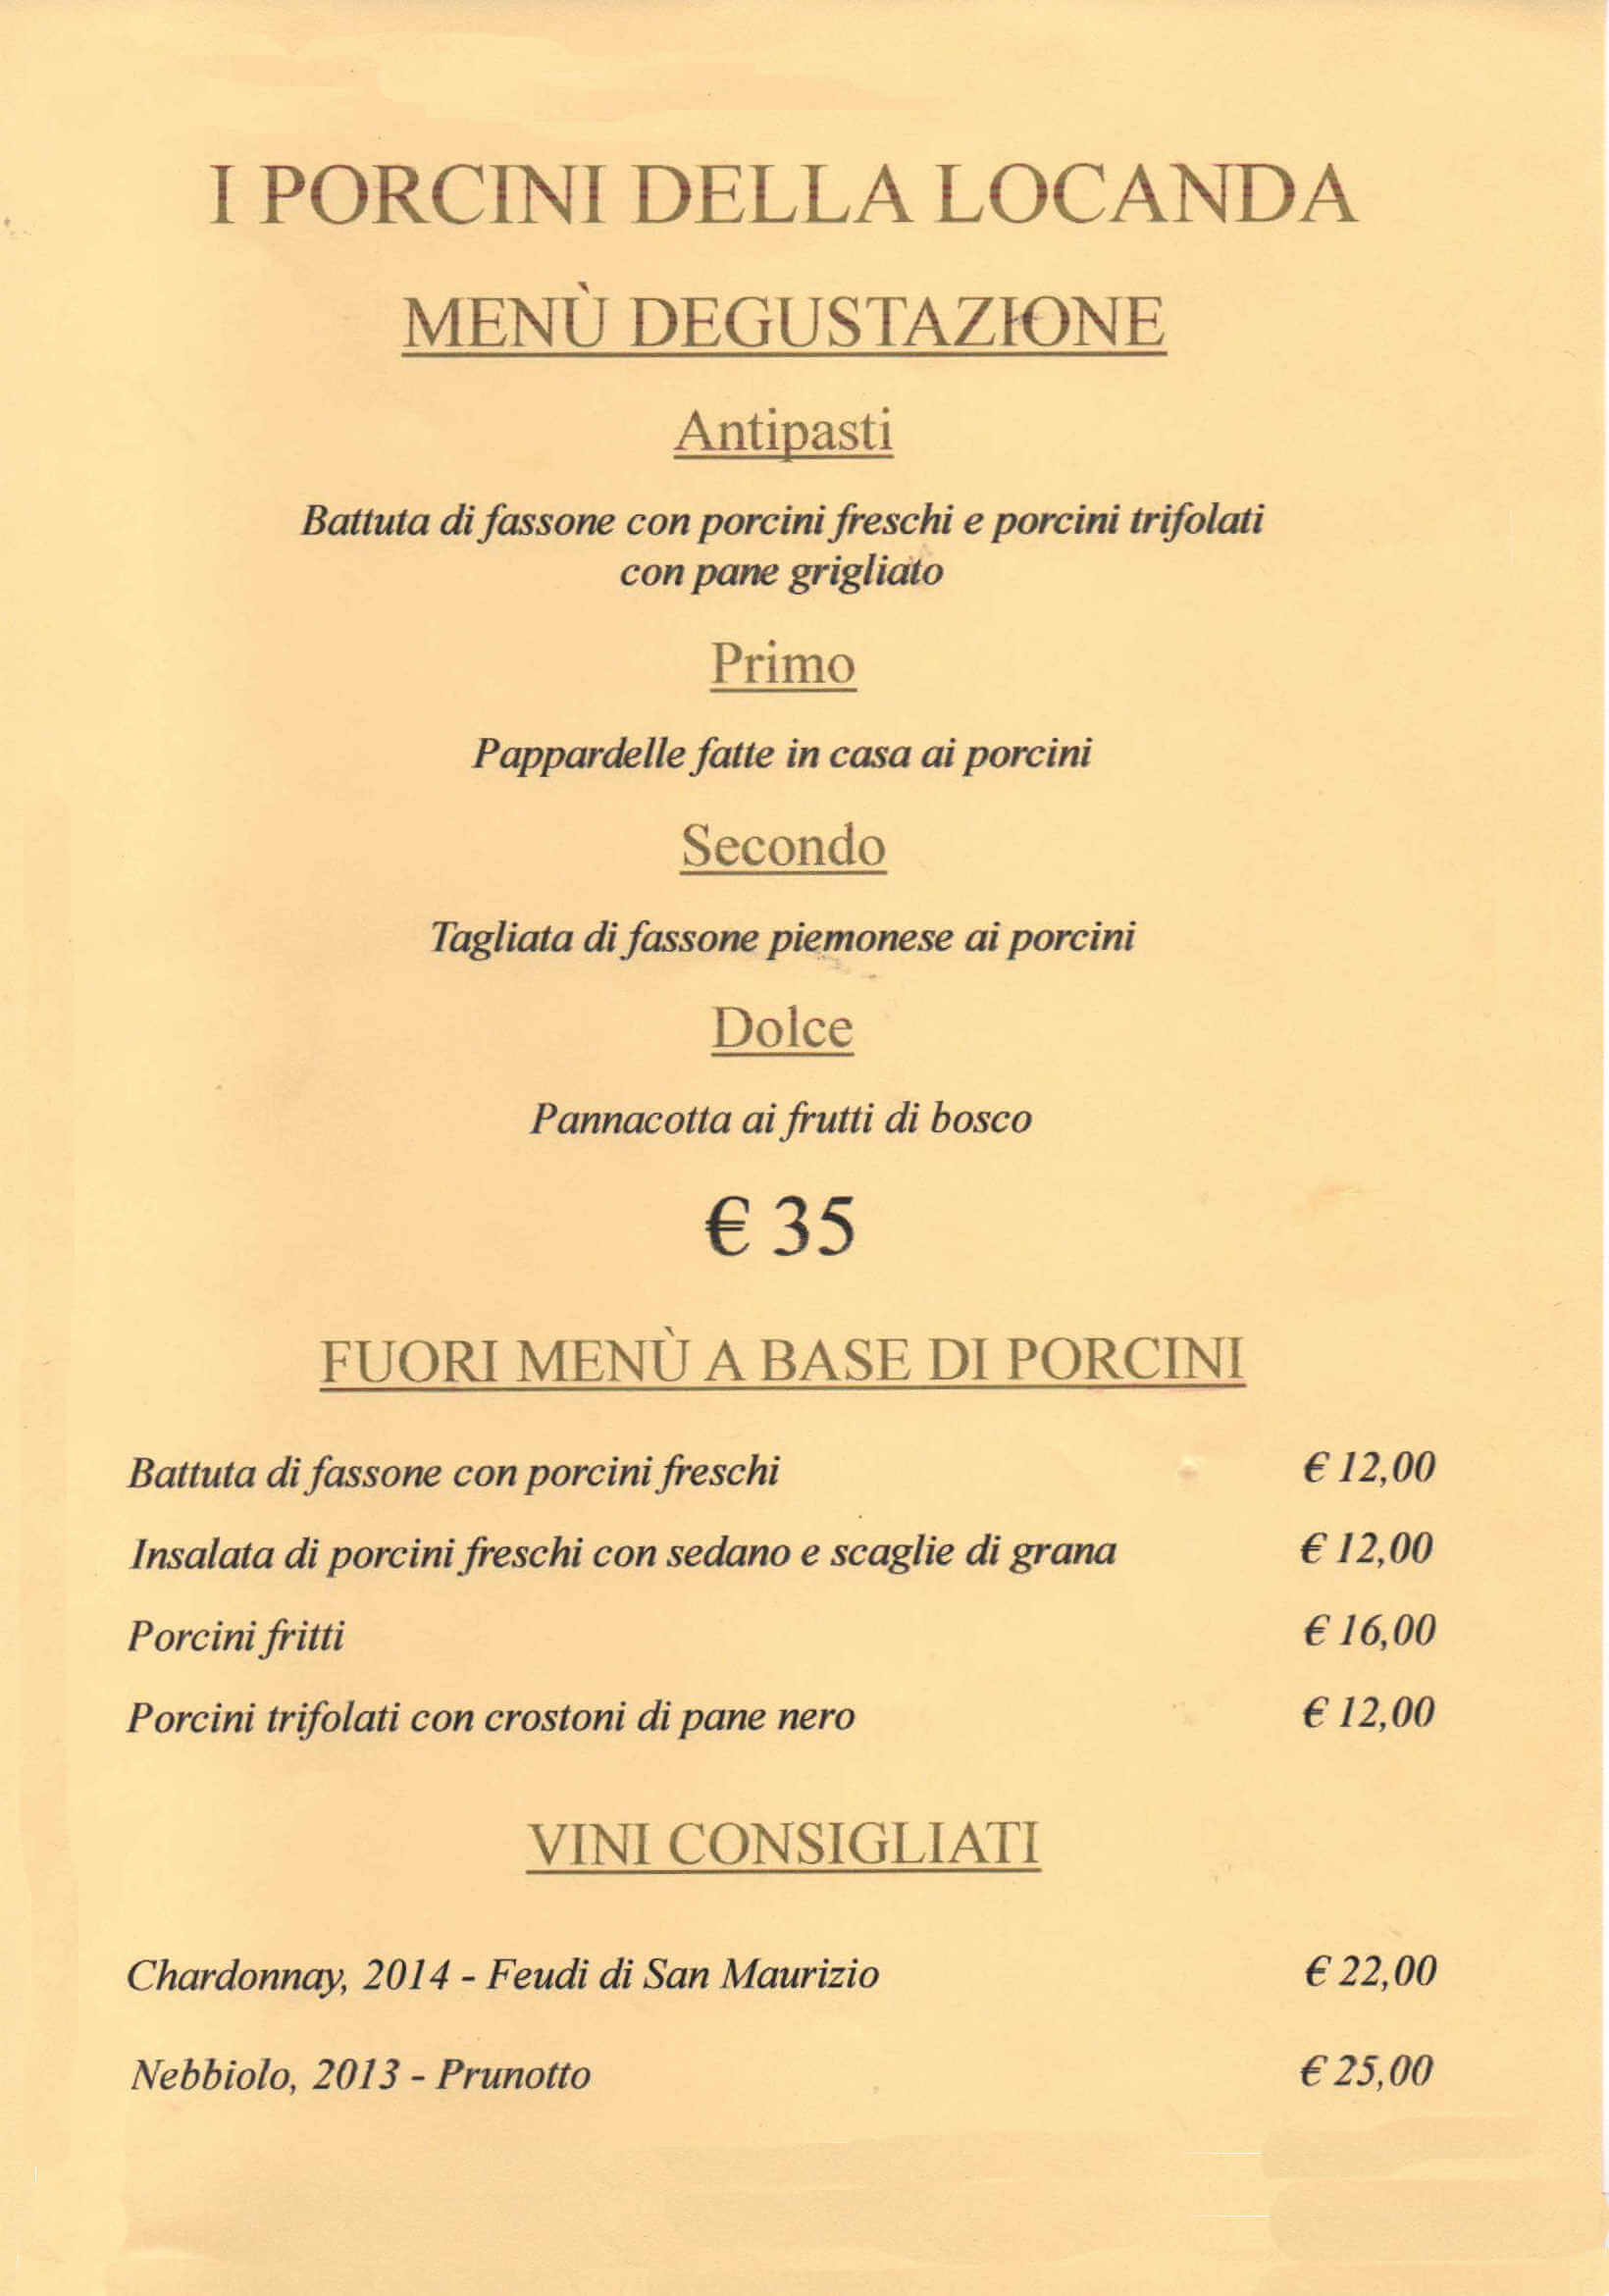 I PORCINI DELLA LOCANDA
MENÙ DEGUSTAZIONE
Antipasti
Battuta di fassone con porcini freschi e porcini trifolati
con pane grigliato
Primo
Pappardelle fatte in casa ai porcini
Secondo
Tagliata di fassone piemonese ai porcini
Dolce
Pannacotta ai frutti di bosco
€ 35
FUORI MENÙ A BASE DI PORCINI
Battuta di fassone con porcini freschi € 12,00
Insalata di porcini freschi con sedano e scaglie di grana € 12,00
Porcini fritti € 16,00
Porcini trifolati con crostoni di pane nero € 12,00
VINI CONSIGLIATI
Chardonnay, 2014 - Feudi di San Maurizio € 22,00
Nebbiolo, 2013 - Prunotto € 25,00